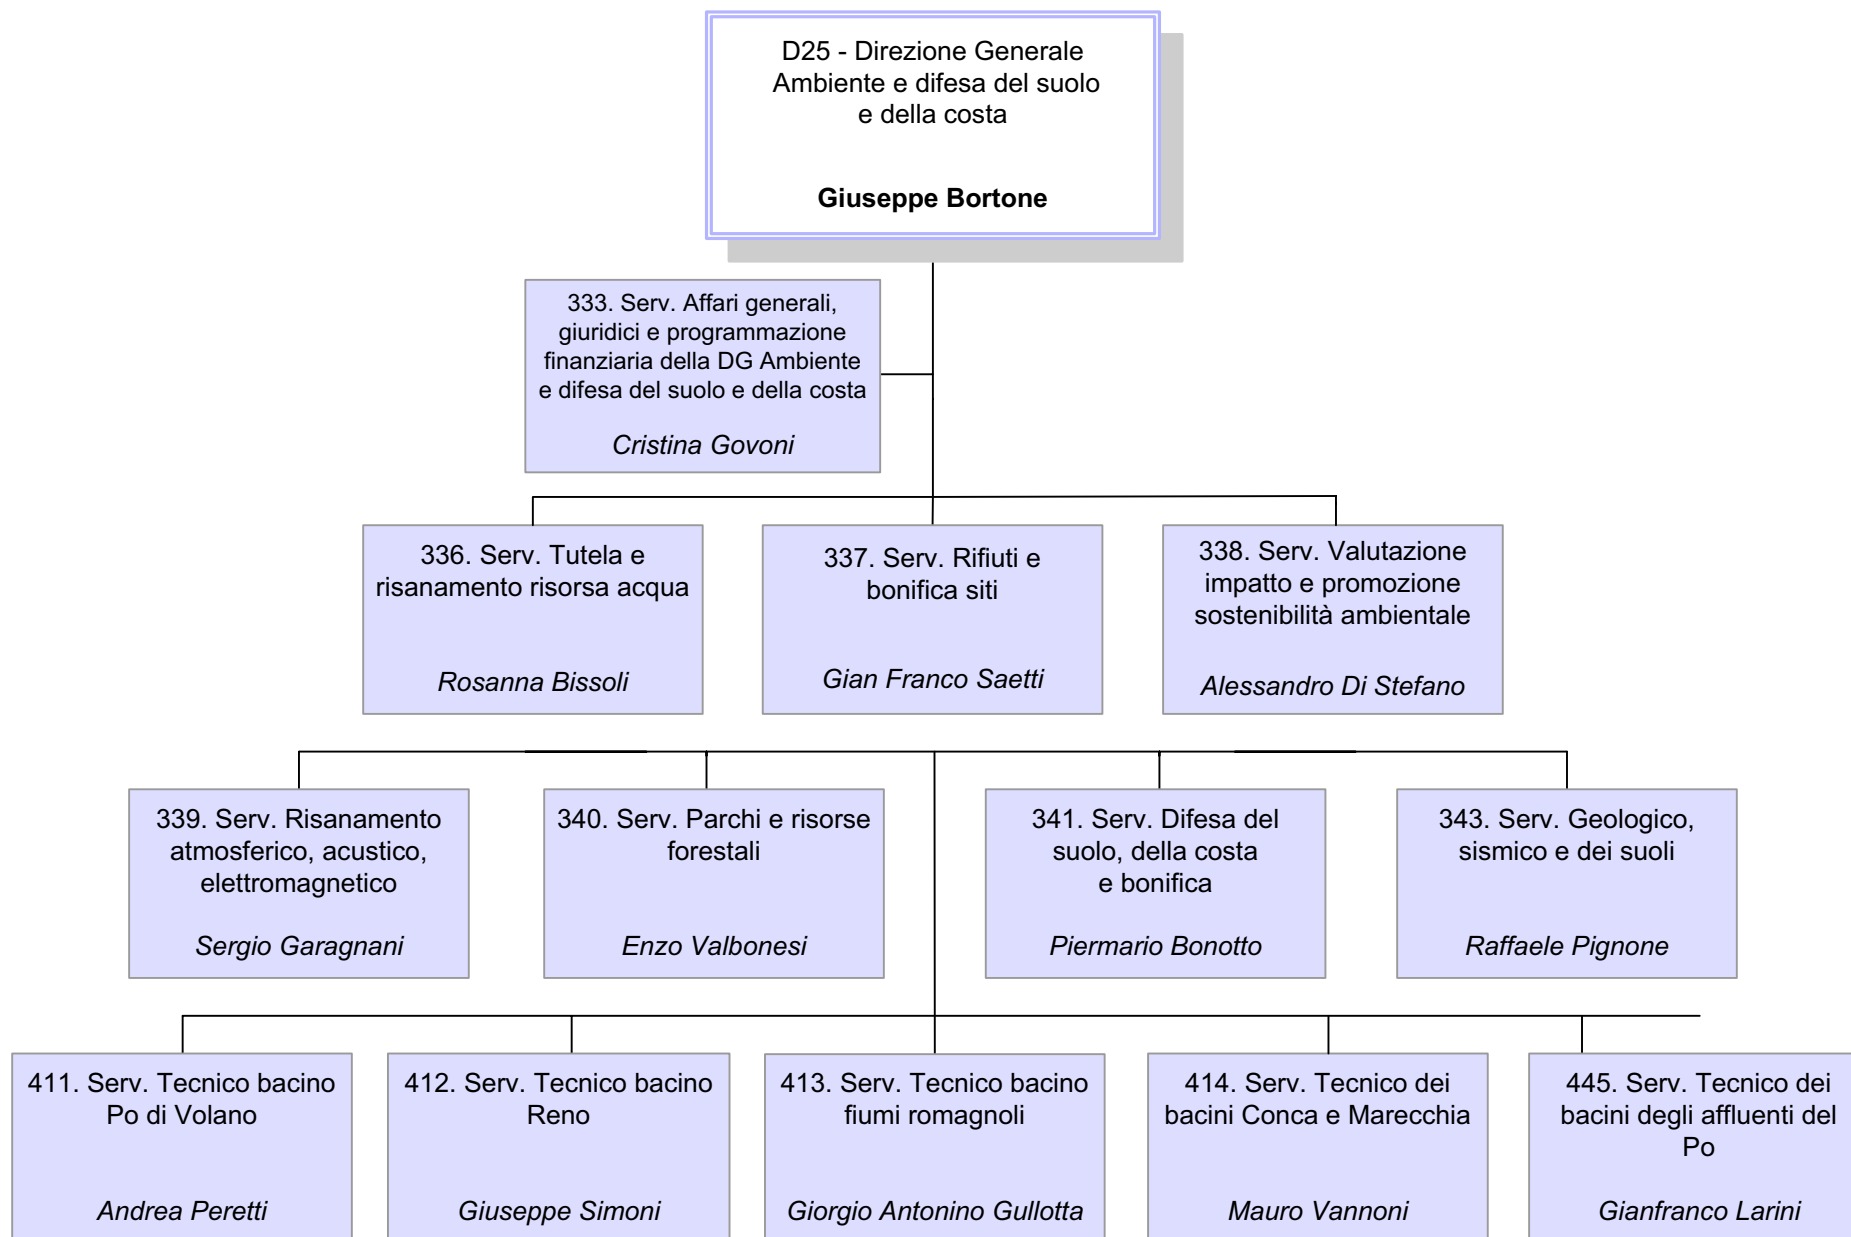 D25 - Direzione Generale
Ambiente e difesa del suolo
e della costa
Giuseppe Bortone
333. Serv. Affari generali,
giuridici e programmazione
finanziaria della DG Ambiente
e difesa del suolo e della costa
Cristina Govoni
336. Serv. Tutela e
risanamento risorsa acqua
Rosanna Bissoli
337. Serv. Rifiuti e
bonifica siti
Gian Franco Saetti
338. Serv. Valutazione
impatto e promozione
sostenibilità ambientale
Alessandro Di Stefano
339. Serv. Risanamento
atmosferico, acustico,
elettromagnetico
Sergio Garagnani
340. Serv. Parchi e risorse
forestali
Enzo Valbonesi
341. Serv. Difesa del
suolo, della costa
e bonifica
Piermario Bonotto
343. Serv. Geologico,
sismico e dei suoli
Raffaele Pignone
411. Serv. Tecnico bacino
Po di Volano
Andrea Peretti
412. Serv. Tecnico bacino
Reno
Giuseppe Simoni
413. Serv. Tecnico bacino
fiumi romagnoli
Giorgio Antonino Gullotta
414. Serv. Tecnico dei
bacini Conca e Marecchia
Mauro Vannoni
445. Serv. Tecnico dei
bacini degli affluenti del
Po
Gianfranco Larini